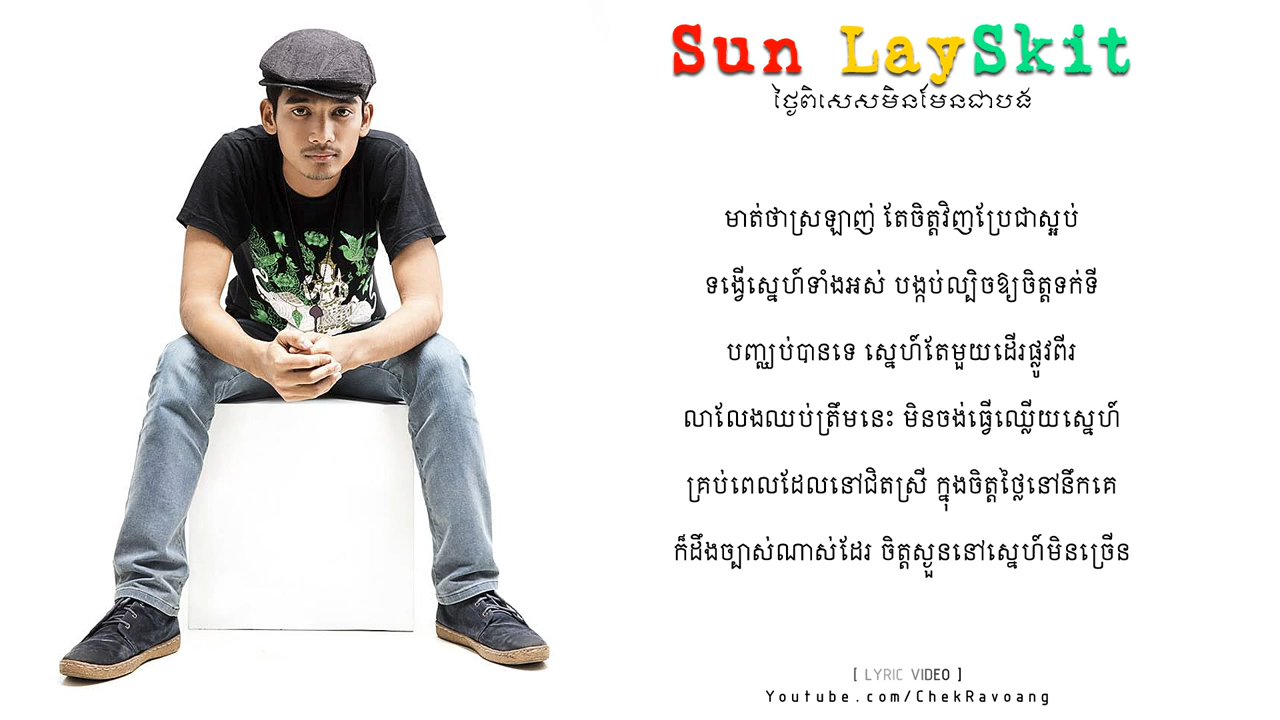 Sun LaySkit
ថ្ងៃពិសេសមិនមែនជាបង
មាត់ថាស្រឡាញ់ តែចិត្តវិញប្រែជាស្អប់
ទង្វើស្នេហ៍ទាំងអស់ បង្កប់ល្បិចឱ្យចិត្តទក់ទី
បញ្ឈប់បានទេ ស្នេហ៍តែមួយដើរផ្លូវពីរ
លាលែងឈប់ត្រឹមនេះ មិនចង់ធ្វើឈ្លើយស្នេហ៍
គ្រប់ពេលដែលនៅជិតស្រី ក្នុងចិត្តថ្លៃនៅនឹកគេ
ក៏ដឹងច្បាស់ណាស់ដែរ ចិត្តស្ងួននៅស្នេហ៍មិនច្រើន
[ LYRIC VIDEO ]
Youtube.com/ChekRavoang